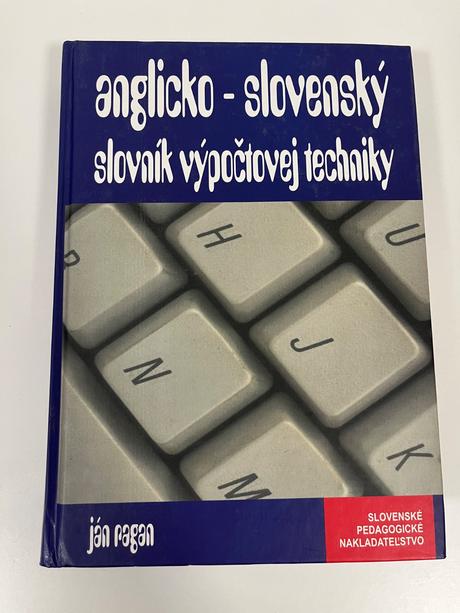 anglicko - slovenský
slovník výpočtovej techniky
H
U
J
N
K
M
ján ragan
SLOVENSKÉ
PEDAGOGICKÉ
NAKLADATEĽSTVO